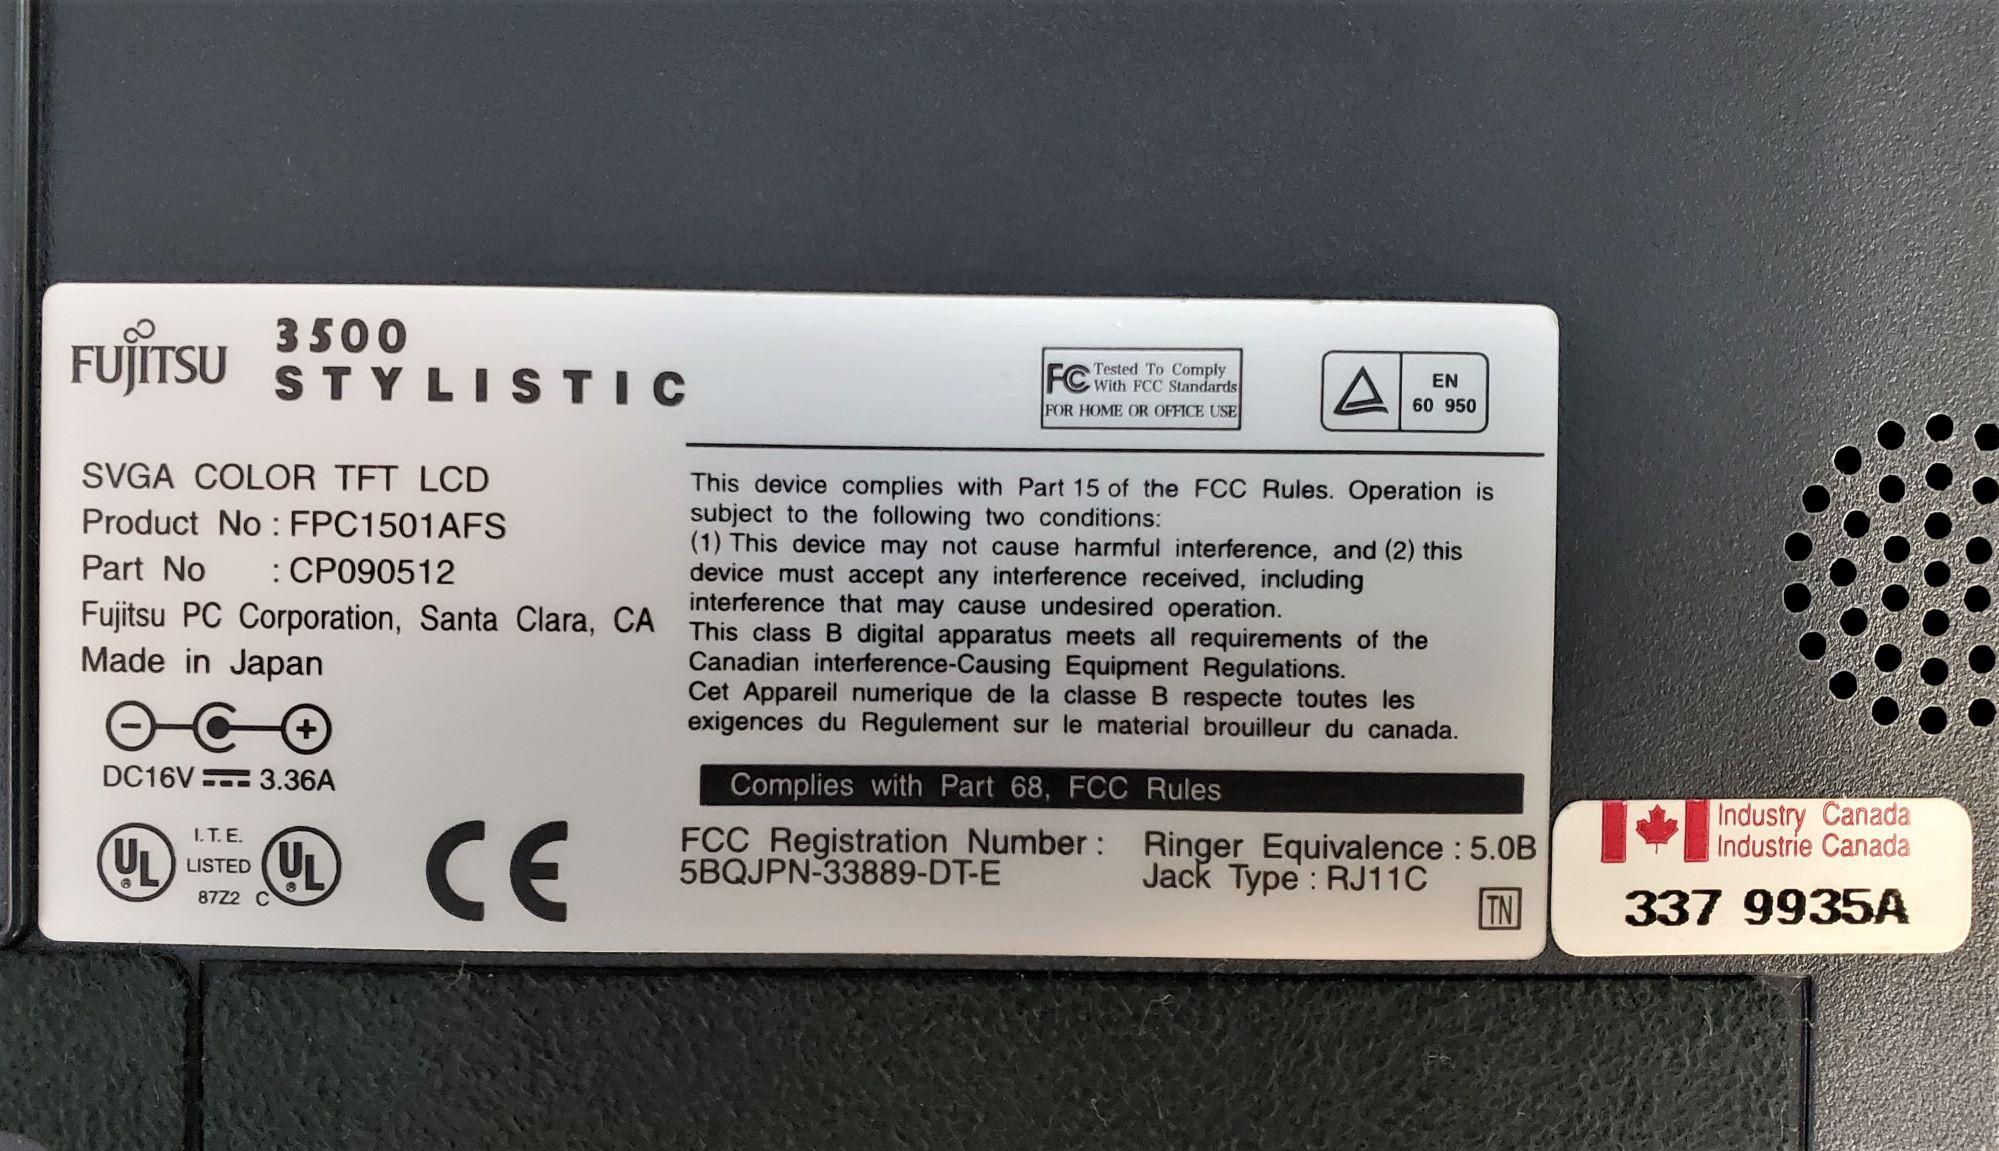 FUJITSU
3500
STYLISTIC
FC Tested To Comply
With FCC Standards
FOR HOME OR OFFICE USE
EN
60 950
SVGA COLOR TFT LCD
Product No : FPC1501AFS
Part No : CP090512
Fujitsu PC Corporation, Santa Clara, CA
Made in Japan
DC16V 3.36A
UL
I.T.E.
LISTED
87Z2
C UL
CE
This device complies with Part 15 of the FCC Rules. Operation is
subject to the following two conditions:
(1) This device may not cause harmful interference, and (2) this
device must accept any interference received, including
interference that may cause undesired operation.
This class B digital apparatus meets all requirements of the
Canadian interference-Causing Equipment Regulations.
Cet Appareil numerique de la classe B respecte toutes les
exigences du Regulement sur le material brouilleur du canada.
Complies with Part 68, FCC Rules
FCC Registration Number :
5BQJPN-33889-DT-E
Ringer Equivalence : 5.0B
Jack Type : RJ11C
TN
Industry Canada
Industrie Canada
337 9935A